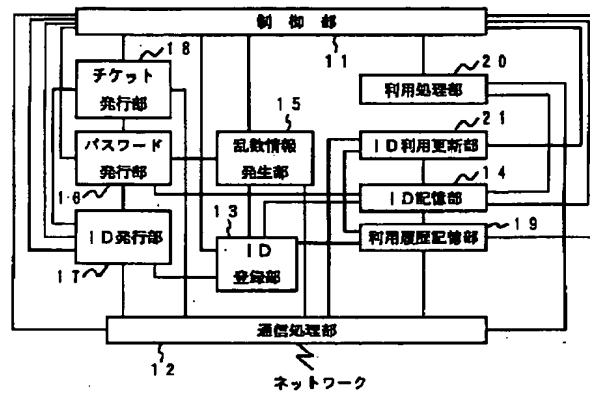 制御部
11
チケット
発行部
18
利用処理部
20
パスワード
発行部
16
乱数情報
発生部
15
ID利用更新部
21
ID記憶部
14
ID発行部
17
ID
登録部
13
利用履歴記憶部
19
通信処理部
12
ネットワーク